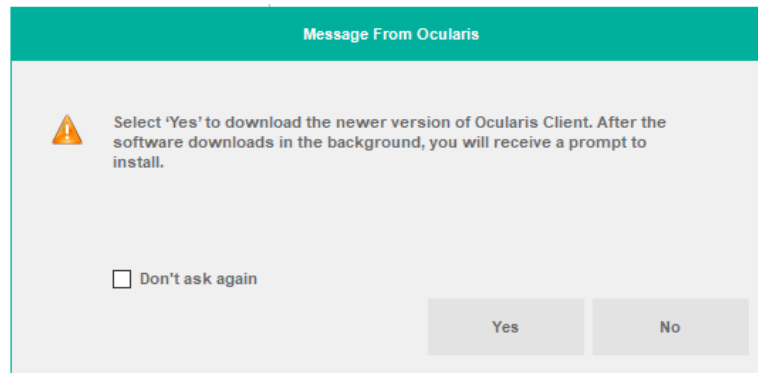 Message From Ocularis
Select ‘Yes’ to download the newer version of Ocularis Client. After the
software downloads in the background, you will receive a prompt to
install.
Don't ask again
Yes
No